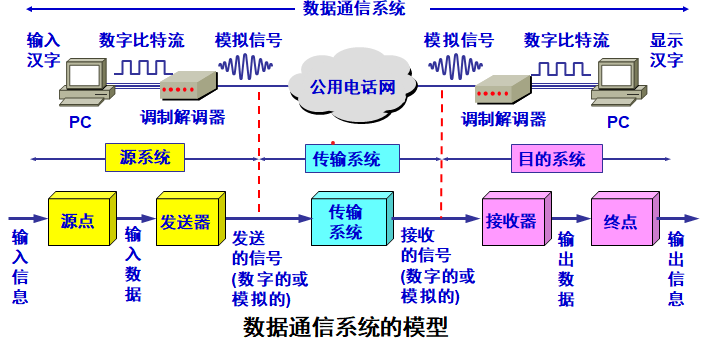 数据通信系统
输入
汉字
数字比特流
模拟信号
模拟信号
数字比特流
显示
汉字
公用电话网
PC
调制解调器
调制解调器
PC
源系统
传输系统
目的系统
源点
发送器
传输
系统
接收器
终点
输入信息
输入数据
发送
的信号
(数字的或
模拟的)
接收
的信号
(数字的或
模拟的)
输出数据
输出信息
数据通信系统的模型